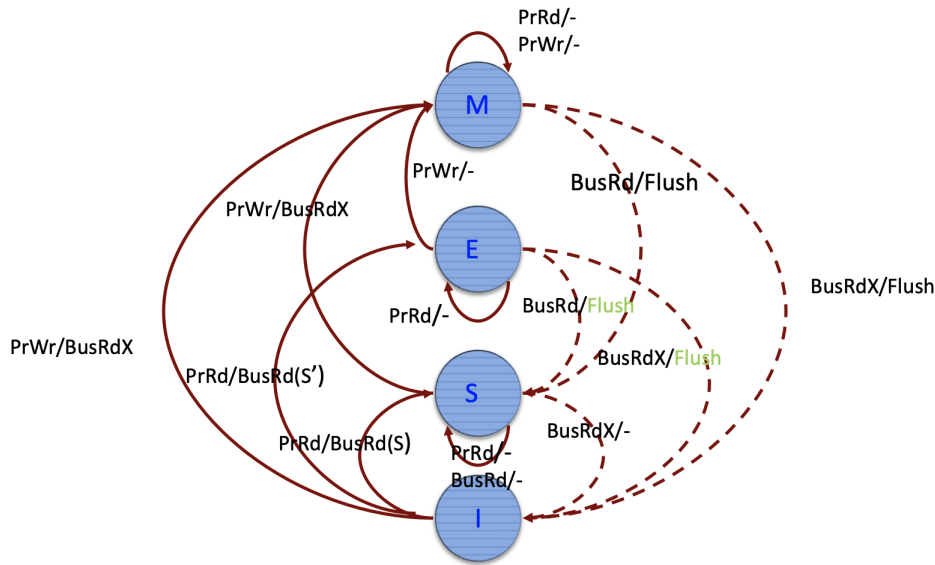 PrRd/-
PrWr/-
M
PrWr/-
BusRd/Flush
PrWr/BusRdX
E
BusRdX/Flush
PrRd/-
BusRd/Flush
PrWr/BusRdX
BusRdX/Flush
PrRd/BusRd(S’)
S
BusRdX/-
PrRd/BusRd(S)
PrRd/-
BusRd/-
I